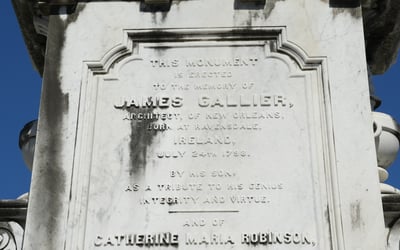 THIS MONUMENT
IS ERECTED
TO THE MEMORY OF
JAMES GALLIER,
ARCHITECT, OF NEW ORLEANS,
BORN AT RAVENSDALE,
IRELAND,
JULY 24TH 1798.
BY HIS SON,
AS A TRIBUTE TO HIS GENIUS
INTEGRITY AND VIRTUE.
AND OF
CATHERINE MARIA ROBINSON,